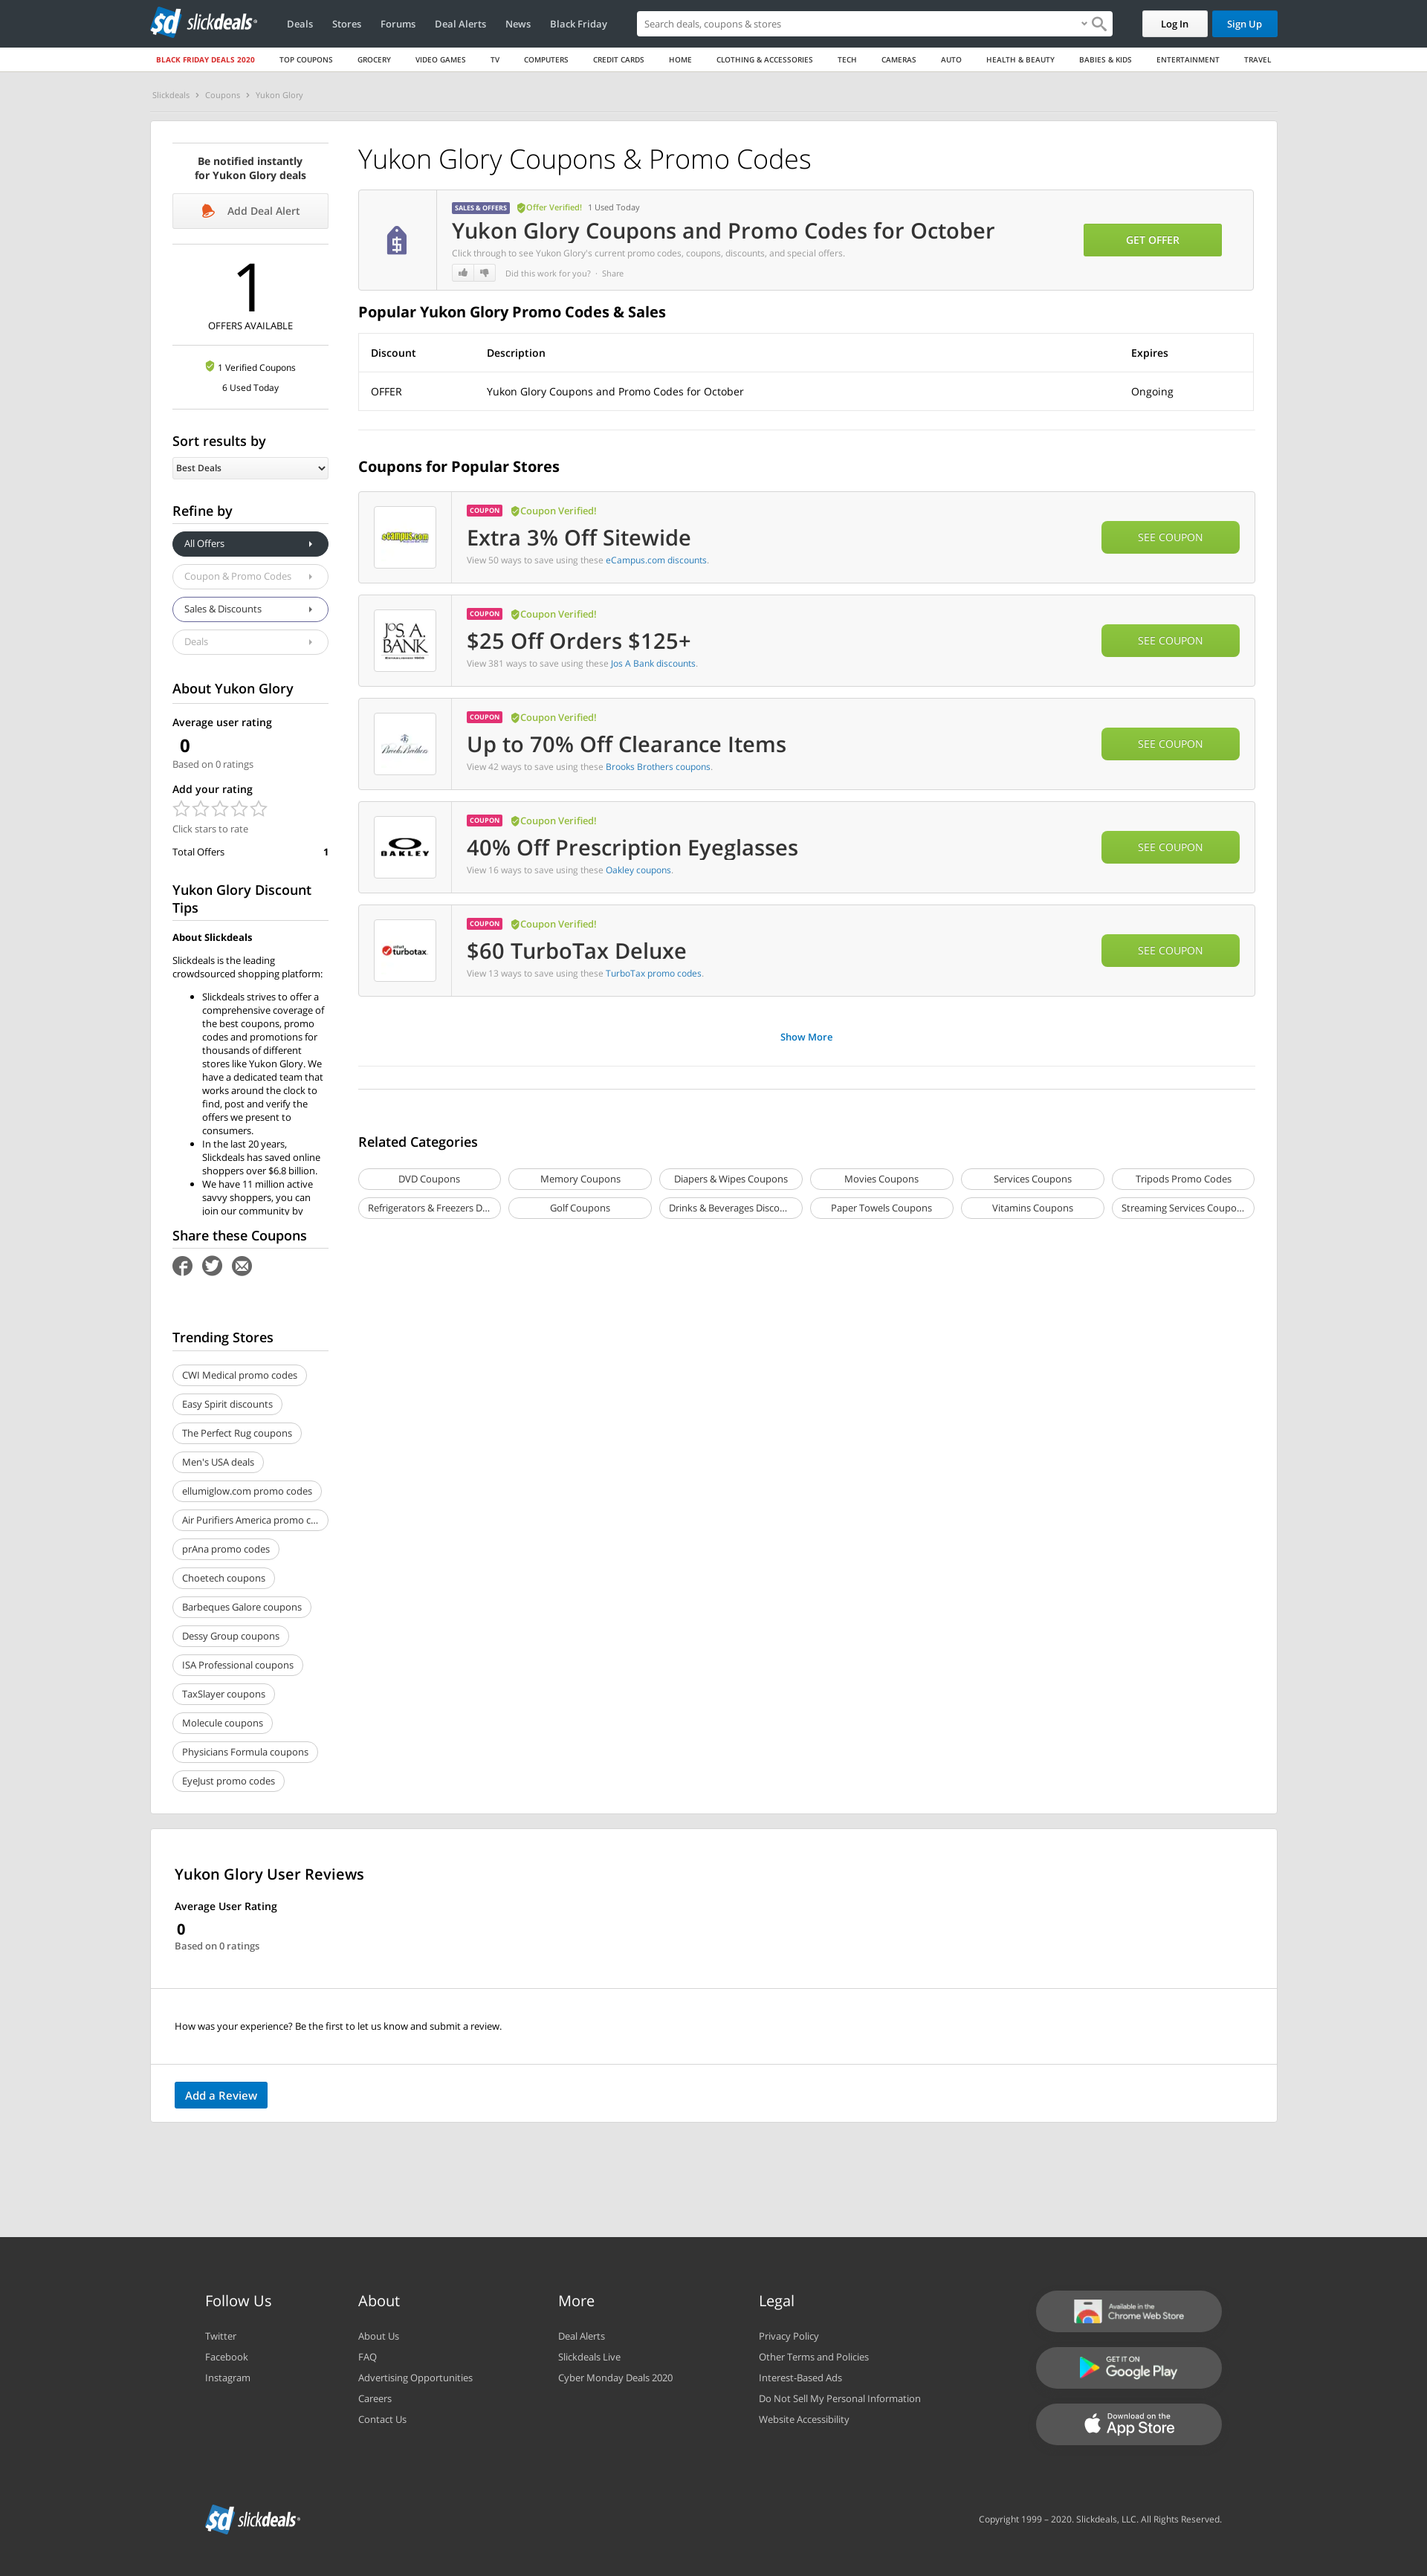 sd slickdeals
Deals Stores Forums Deal Alerts News Black Friday
Search deals, coupons & stores
Log In
Sign Up
BLACK FRIDAY DEALS 2020 TOP COUPONS GROCERY VIDEO GAMES TV COMPUTERS CREDIT CARDS HOME CLOTHING & ACCESSORIES TECH CAMERAS AUTO HEALTH & BEAUTY BABIES & KIDS ENTERTAINMENT TRAVEL
Slickdeals > Coupons > Yukon Glory
Be notified instantly
for Yukon Glory deals
Add Deal Alert
1
OFFERS AVAILABLE
1 Verified Coupons
6 Used Today
Sort results by
Best Deals
Refine by
All Offers
Coupon & Promo Codes
Sales & Discounts
Deals
About Yukon Glory
Average user rating
0
Based on 0 ratings
Add your rating
Click stars to rate
Total Offers 1
Yukon Glory Discount
Tips
About Slickdeals
Slickdeals is the leading
crowdsourced shopping platform:
Slickdeals strives to offer a
comprehensive coverage of
the best coupons, promo
codes and promotions for
thousands of different
stores like Yukon Glory. We
have a dedicated team that
works around the clock to
find, post and verify the
offers we present to
consumers.
In the last 20 years,
Slickdeals has saved online
shoppers over $6.8 billion.
We have 11 million active
savvy shoppers, you can
join our community by
Share these Coupons
Trending Stores
CWI Medical promo codes
Easy Spirit discounts
The Perfect Rug coupons
Men's USA deals
ellumiglow.com promo codes
Air Purifiers America promo c...
prAna promo codes
Choetech coupons
Barbeques Galore coupons
Dessy Group coupons
ISA Professional coupons
TaxSlayer coupons
Molecule coupons
Physicians Formula coupons
EyeJust promo codes
Yukon Glory Coupons & Promo Codes
SALES & OFFERS Offer Verified! 1 Used Today
Yukon Glory Coupons and Promo Codes for October
Click through to see Yukon Glory's current promo codes, coupons, discounts, and special offers.
Did this work for you? · Share
GET OFFER
Popular Yukon Glory Promo Codes & Sales
Discount Description Expires
OFFER Yukon Glory Coupons and Promo Codes for October Ongoing
Coupons for Popular Stores
eCampus.com
COUPON Coupon Verified!
Extra 3% Off Sitewide
View 50 ways to save using these eCampus.com discounts.
SEE COUPON
JOS. A.
BANK
COUPON Coupon Verified!
$25 Off Orders $125+
View 381 ways to save using these Jos A Bank discounts.
SEE COUPON
Brooks Brothers
COUPON Coupon Verified!
Up to 70% Off Clearance Items
View 42 ways to save using these Brooks Brothers coupons.
SEE COUPON
OAKLEY
COUPON Coupon Verified!
40% Off Prescription Eyeglasses
View 16 ways to save using these Oakley coupons.
SEE COUPON
intuit
turbotax
COUPON Coupon Verified!
$60 TurboTax Deluxe
View 13 ways to save using these TurboTax promo codes.
SEE COUPON
Show More
Related Categories
DVD Coupons Memory Coupons Diapers & Wipes Coupons Movies Coupons Services Coupons Tripods Promo Codes
Refrigerators & Freezers D... Golf Coupons Drinks & Beverages Disco... Paper Towels Coupons Vitamins Coupons Streaming Services Coupo...
Yukon Glory User Reviews
Average User Rating
0
Based on 0 ratings
How was your experience? Be the first to let us know and submit a review.
Add a Review
Follow Us
Twitter
Facebook
Instagram
About
About Us
FAQ
Advertising Opportunities
Careers
Contact Us
More
Deal Alerts
Slickdeals Live
Cyber Monday Deals 2020
Legal
Privacy Policy
Other Terms and Policies
Interest-Based Ads
Do Not Sell My Personal Information
Website Accessibility
Available in the
Chrome Web Store
GET IT ON
Google Play
Download on the
App Store
sd slickdeals
Copyright 1999 – 2020. Slickdeals, LLC. All Rights Reserved.